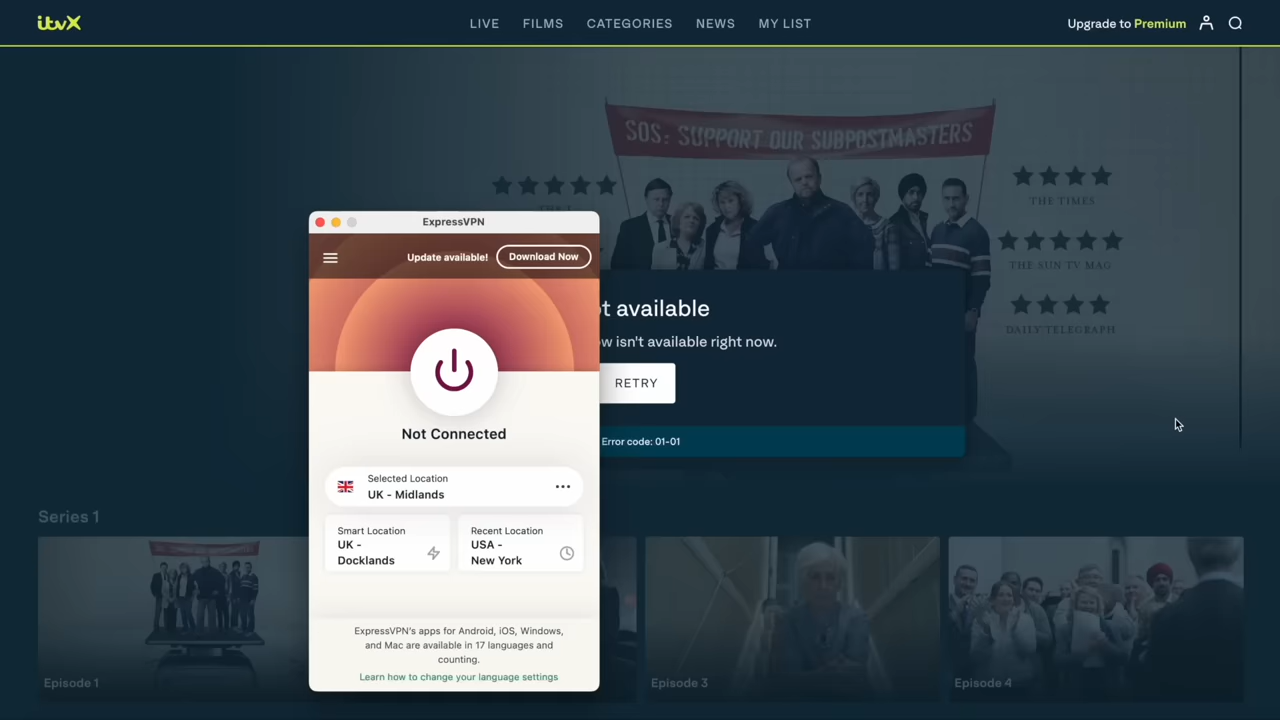 itvX
LIVE
FILMS
CATEGORIES
NEWS
MY LIST
Upgrade to Premium
SOS: SUPPORT OUR SUBPOSTMASTERS
THE TIMES
THE SUN TV MAG
DAILY TELEGRAPH
ExpressVPN
Update available!
Download Now
Not Connected
Selected Location
UK - Midlands
Smart Location
UK -
Docklands
Recent Location
USA -
New York
ExpressVPN's apps for Android, iOS, Windows,
and Mac are available in 17 languages and
counting.
Learn how to change your language settings
available
isn't available right now.
RETRY
Error code: 01-01
Series 1
Episode 1
Episode 3
Episode 4